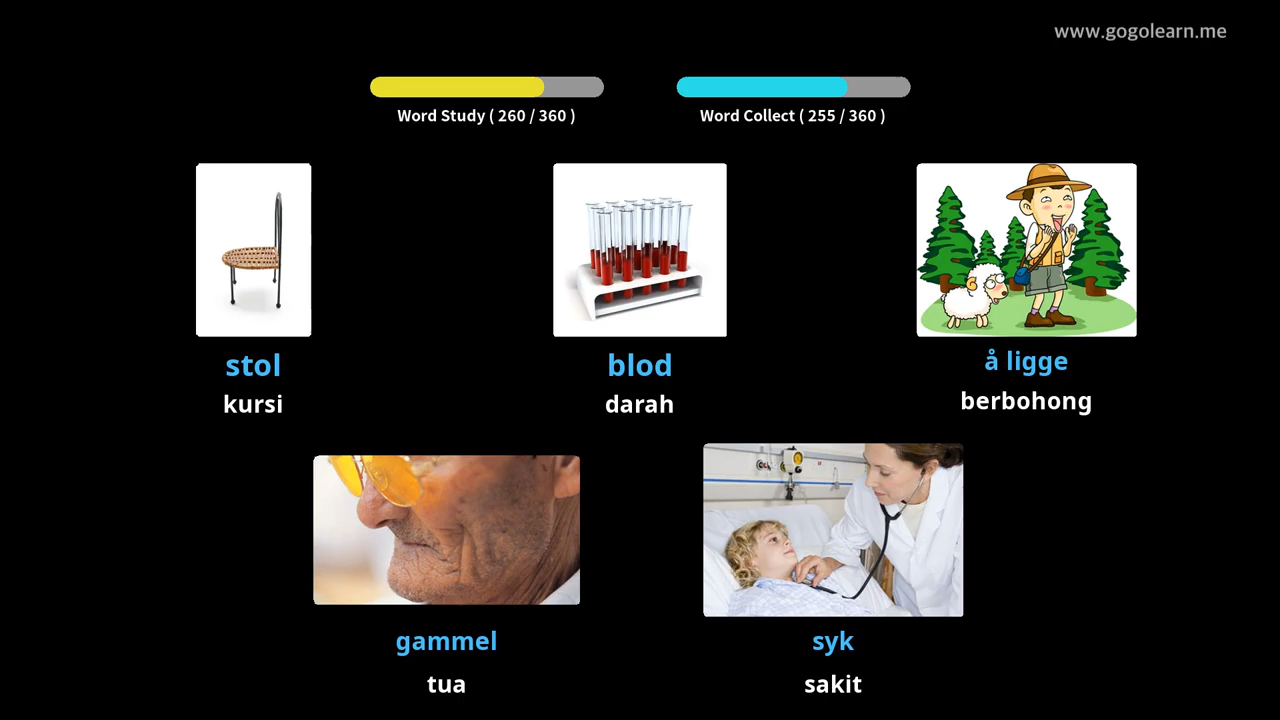 www.gogolearn.me
Word Study ( 260 / 360 )
Word Collect ( 255 / 360 )
stol
kursi
blod
darah
å ligge
berbohong
gammel
tua
syk
sakit